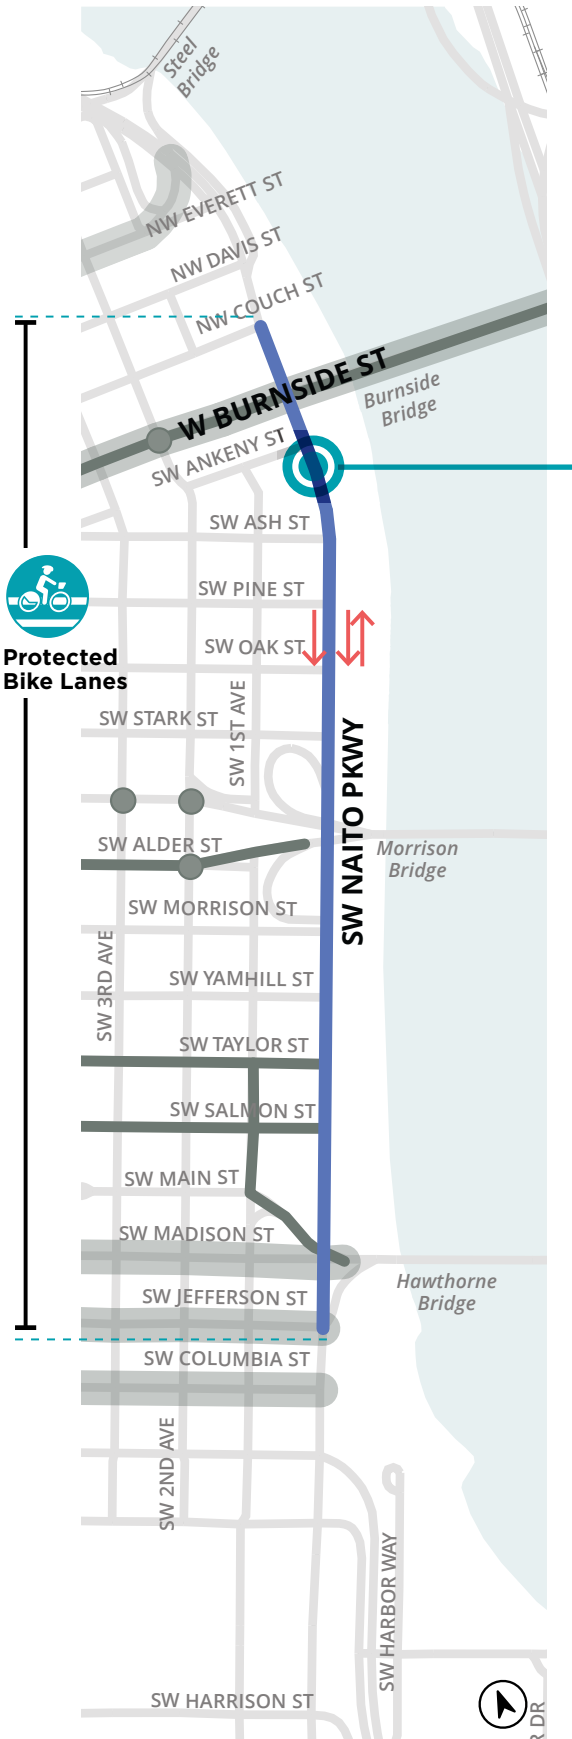 Steel
Bridge
NW EVERETT ST
NW DAVIS ST
NW COUCH ST
W BURNSIDE ST
Burnside
Bridge
SW ANKENY ST
SW ASH ST
SW PINE ST
SW OAK ST
Protected
Bike Lanes
SW 1ST AVE
SW STARK ST
SW NAITO PKWY
SW ALDER ST
Morrison
Bridge
SW MORRISON ST
SW 3RD AVE
SW YAMHILL ST
SW TAYLOR ST
SW SALMON ST
SW MAIN ST
SW MADISON ST
Hawthorne
Bridge
SW JEFFERSON ST
SW COLUMBIA ST
SW 2ND AVE
SW HARBOR WAY
SW HARRISON ST
R DR